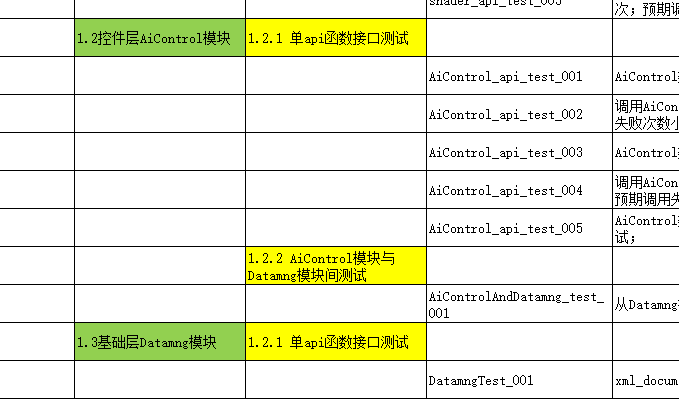 shader_api_test_005
次；预期调
1.2控件层AiControl模块
1.2.1 单api函数接口测试
AiControl_api_test_001
AiControl
AiControl_api_test_002
调用AiCon
失败次数小
AiControl_api_test_003
AiControl
AiControl_api_test_004
调用AiCon
预期调用失
AiControl_api_test_005
AiControl
试；
1.2.2 AiControl模块与
Datamng模块间测试
AiControlAndDatamng_test_
001
从Datamng
1.3基础层Datamng模块
1.2.1 单api函数接口测试
DatamngTest_001
xml_docum